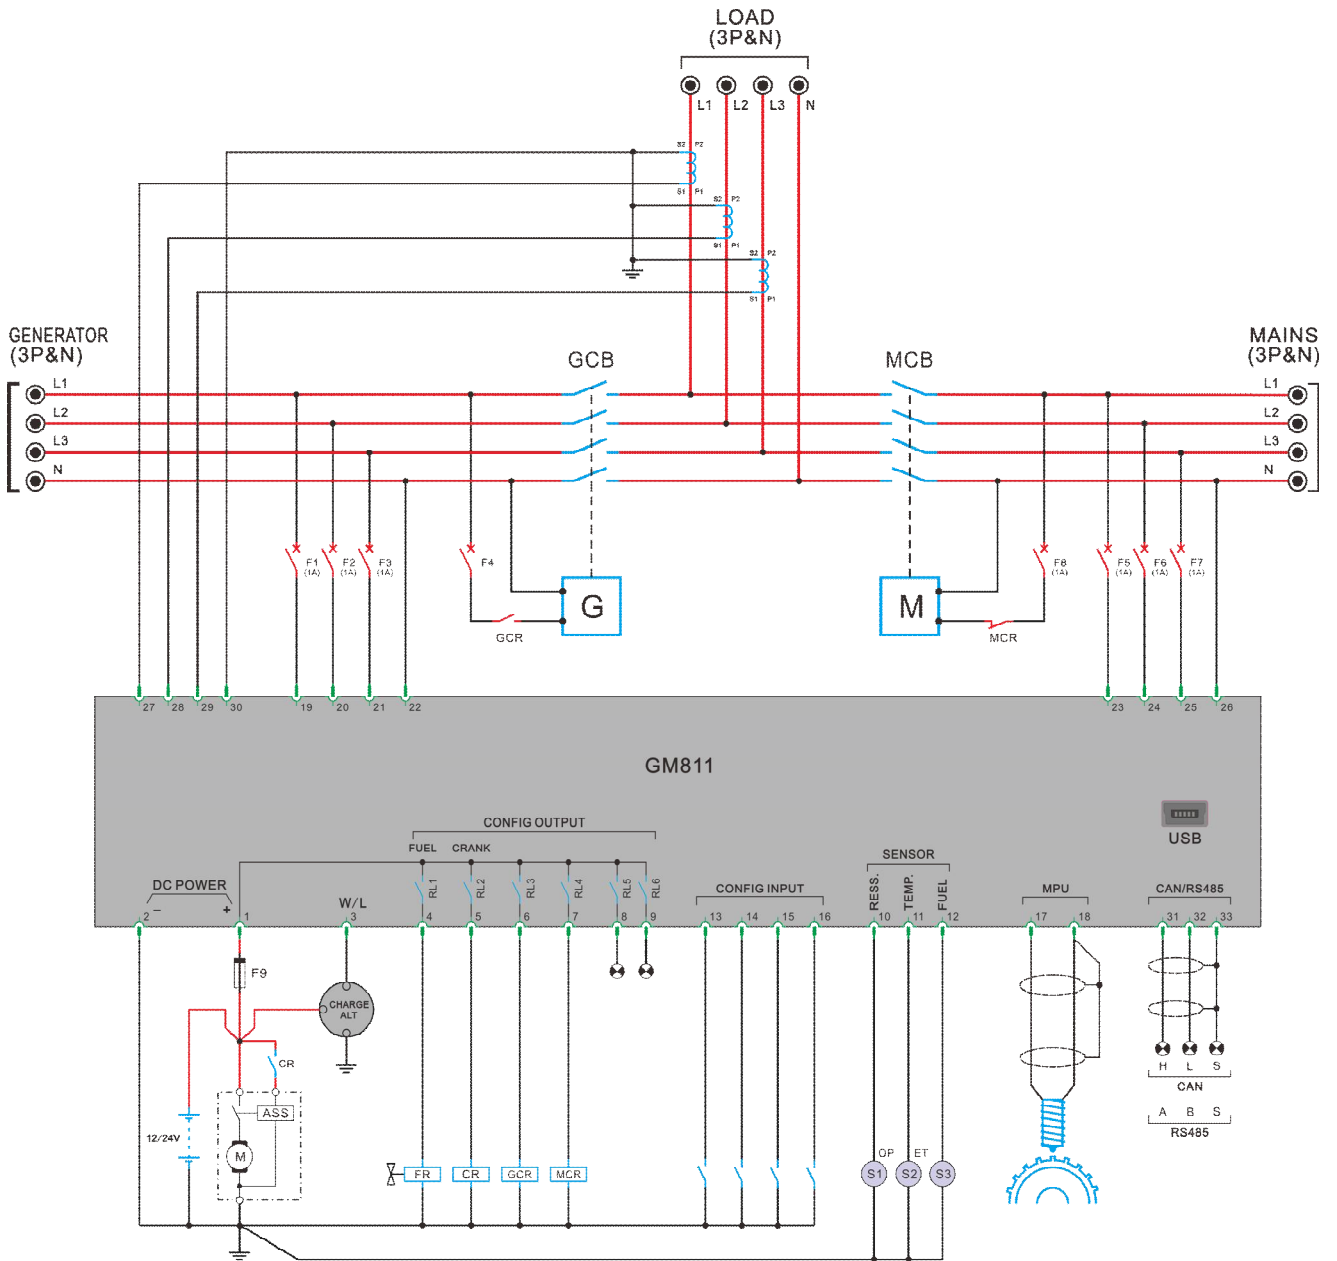 LOAD
(3P&N)
L1 L2 L3 N
S2 P2
S1 P1
S2 P2
S1 P1
S2 P2
S1 P1
GENERATOR
(3P&N)
GCB
MCB
MAINS
(3P&N)
L1
L2
L3
N
L1
L2
L3
N
F1
(1A)
F2
(1A)
F3
(1A)
F4
F8
(1A)
F5
(1A)
F6
(1A)
F7
(1A)
G
M
GCR
MCR
27 28 29 30 19 20 21 22 23 24 25 26
GM811
USB
CONFIG OUTPUT
FUEL CRANK
RL1 RL2 RL3 RL4 RL5 RL6
DC POWER
− +
W/L
CONFIG INPUT
SENSOR
RESS. TEMP. FUEL
MPU
CAN/RS485
2 1 3 4 5 6 7 8 9 13 14 15 16 10 11 12 17 18 31 32 33
F9
CHARGE
ALT
CR
ASS
12/24V
M
FR CR GCR MCR
OP ET
S1 S2 S3
H L S
CAN
A B S
RS485